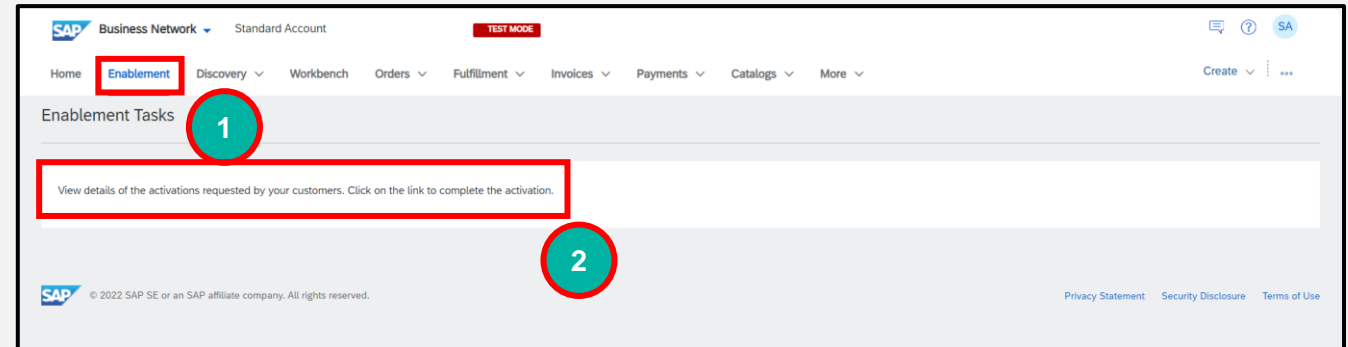 SAP Business Network Standard Account TEST MODE ? SA
Home Enablement Discovery Workbench Orders Fulfillment Invoices Payments Catalogs More Create
Enablement Tasks
1
View details of the activations requested by your customers. Click on the link to complete the activation.
2
SAP © 2022 SAP SE or an SAP affiliate company. All rights reserved. Privacy Statement Security Disclosure Terms of Use